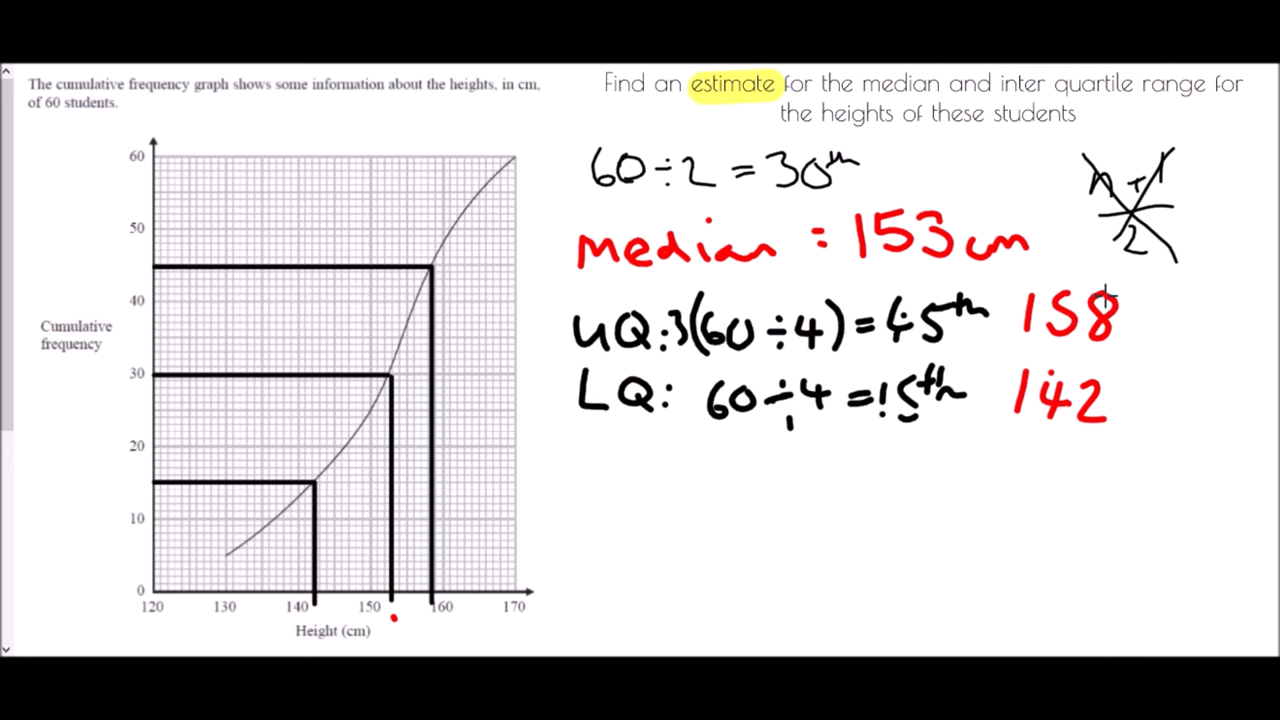 The cumulative frequency graph shows some information about the heights, in cm,
of 60 students.
60
50
40
30
20
10
0
Cumulative
frequency
120 130 140 150 160 170
Height (cm)
Find an estimate for the median and inter quartile range for
the heights of these students
60÷2 = 30th
n+1
2
median = 153cm
UQ:3(60÷4)=45th 158
LQ: 60÷4=15th 142